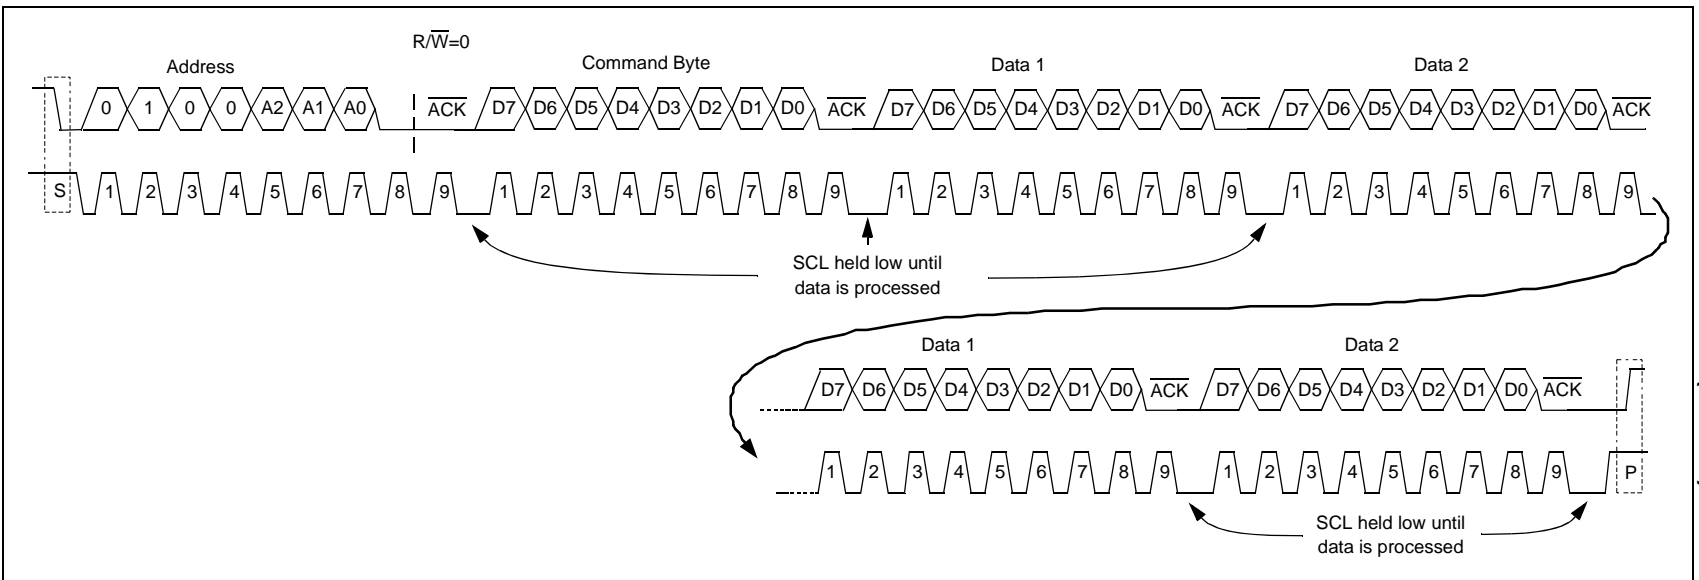 R/W̅=0
Address Command Byte Data 1 Data 2
0 1 0 0 A2 A1 A0 A̅C̅K̅ D7 D6 D5 D4 D3 D2 D1 D0 A̅C̅K̅ D7 D6 D5 D4 D3 D2 D1 D0 A̅C̅K̅ D7 D6 D5 D4 D3 D2 D1 D0 A̅C̅K̅
S 1 2 3 4 5 6 7 8 9 1 2 3 4 5 6 7 8 9 1 2 3 4 5 6 7 8 9 1 2 3 4 5 6 7 8 9
SCL held low until
data is processed
Data 1 Data 2
D7 D6 D5 D4 D3 D2 D1 D0 A̅C̅K̅ D7 D6 D5 D4 D3 D2 D1 D0 A̅C̅K̅
1 2 3 4 5 6 7 8 9 1 2 3 4 5 6 7 8 9 P
SCL held low until
data is processed